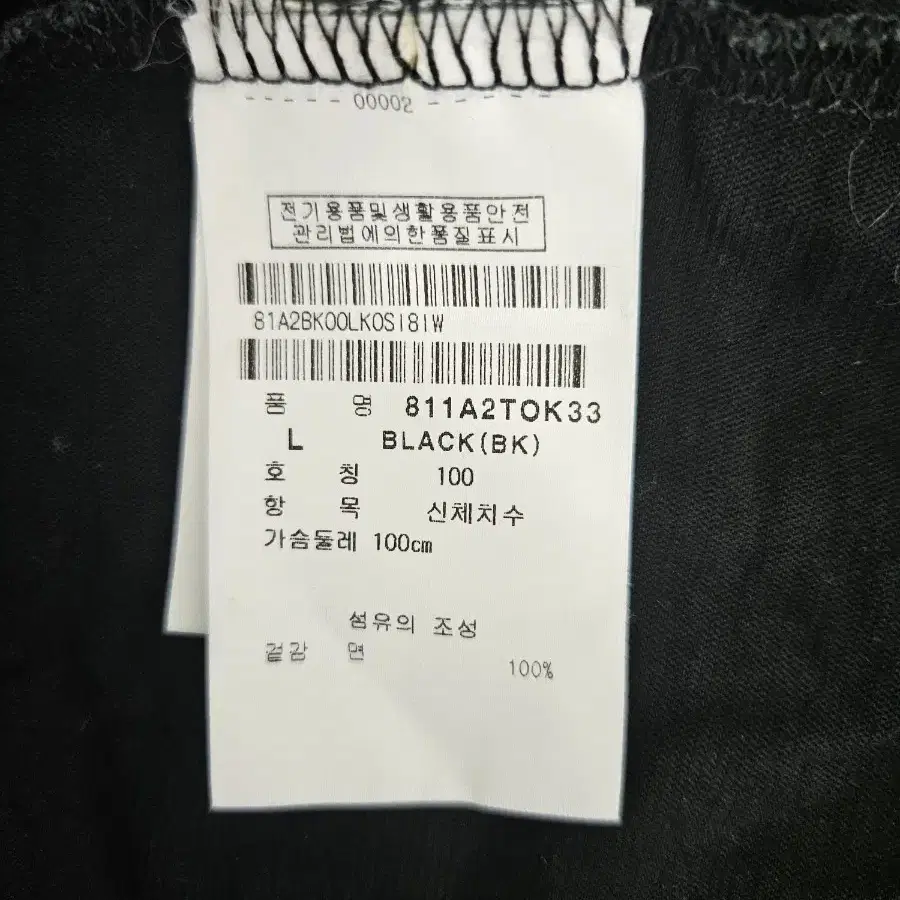 ----- 00002 -----
전기용품및생활용품안전
관리법에의한품질표시
81A2BK00LK0SI8IW
품 명 811A2TOK33
L BLACK(BK)
호 칭 100
항 목 신체치수
가슴둘레 100cm
섬유의 조성
겉감 면 100%